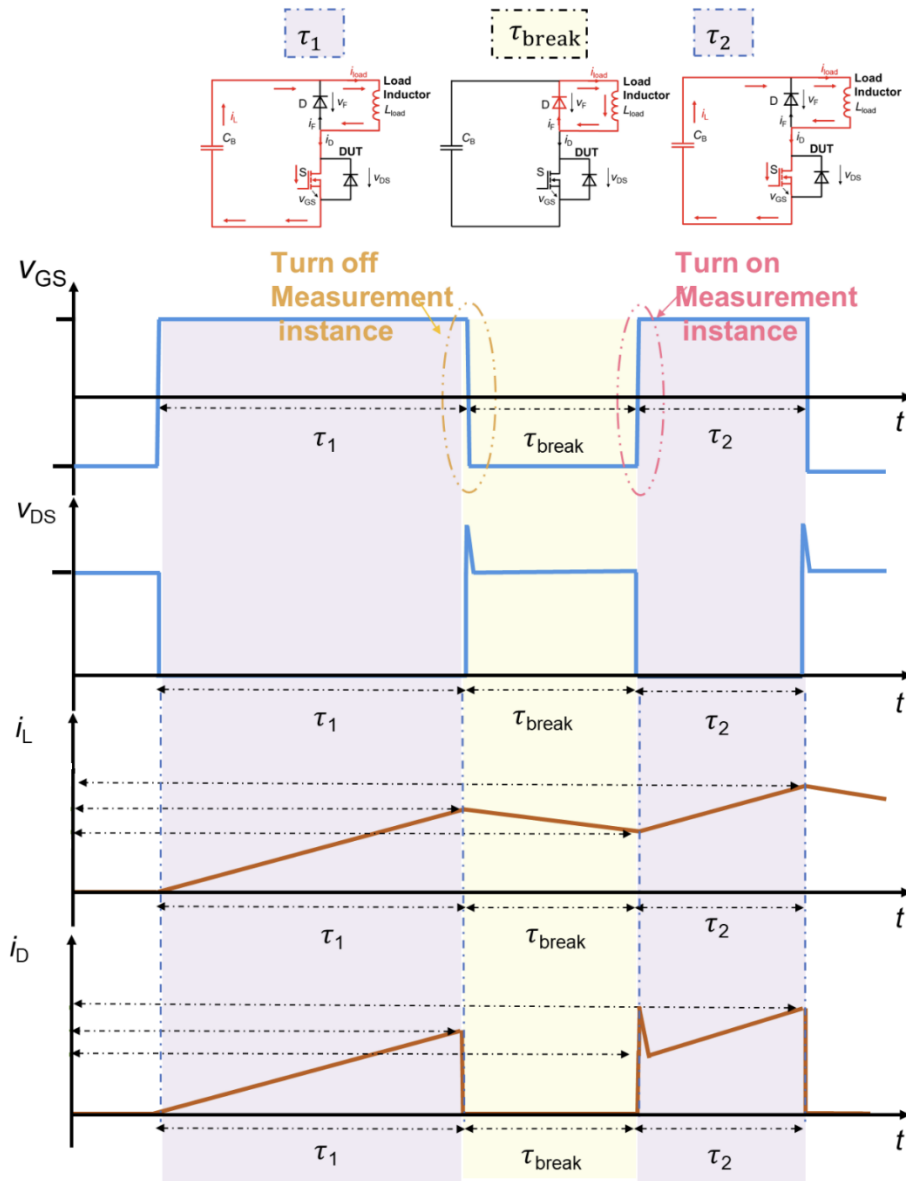 τ1
τbreak
τ2
iload
Load
Inductor
Lload
D
vF
iF
iL
CB
iD
DUT
S
vGS
vDS
iload
Load
Inductor
Lload
D
vF
iF
CB
iD
DUT
S
vGS
vDS
iload
Load
Inductor
Lload
D
vF
iF
iL
CB
iD
DUT
S
vGS
vDS
vGS
Turn off
Measurement
instance
Turn on
Measurement
instance
t
τ1
τbreak
τ2
vDS
t
τ1
τbreak
τ2
iL
t
τ1
τbreak
τ2
iD
t
τ1
τbreak
τ2